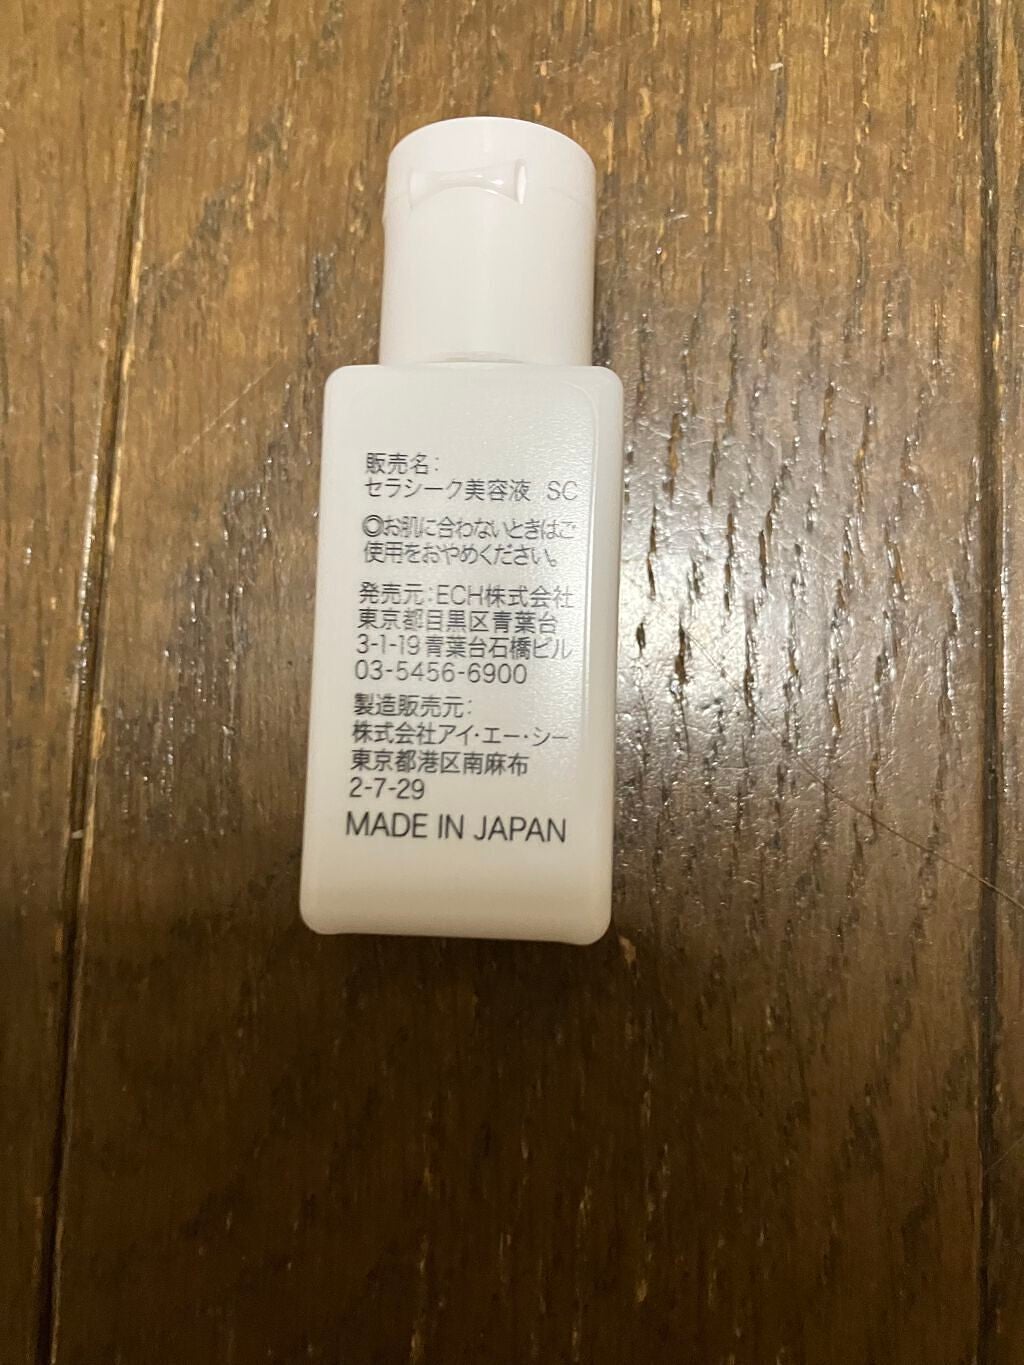 販売名:
セラシーク美容液 SC
◎お肌に合わないときはご
使用をおやめください。
発売元:ECH株式会社
東京都目黒区青葉台
3-1-19青葉台石橋ビル
03-5456-6900
製造販売元:
株式会社アイ・エー・シー
東京都港区南麻布
2-7-29
MADE IN JAPAN